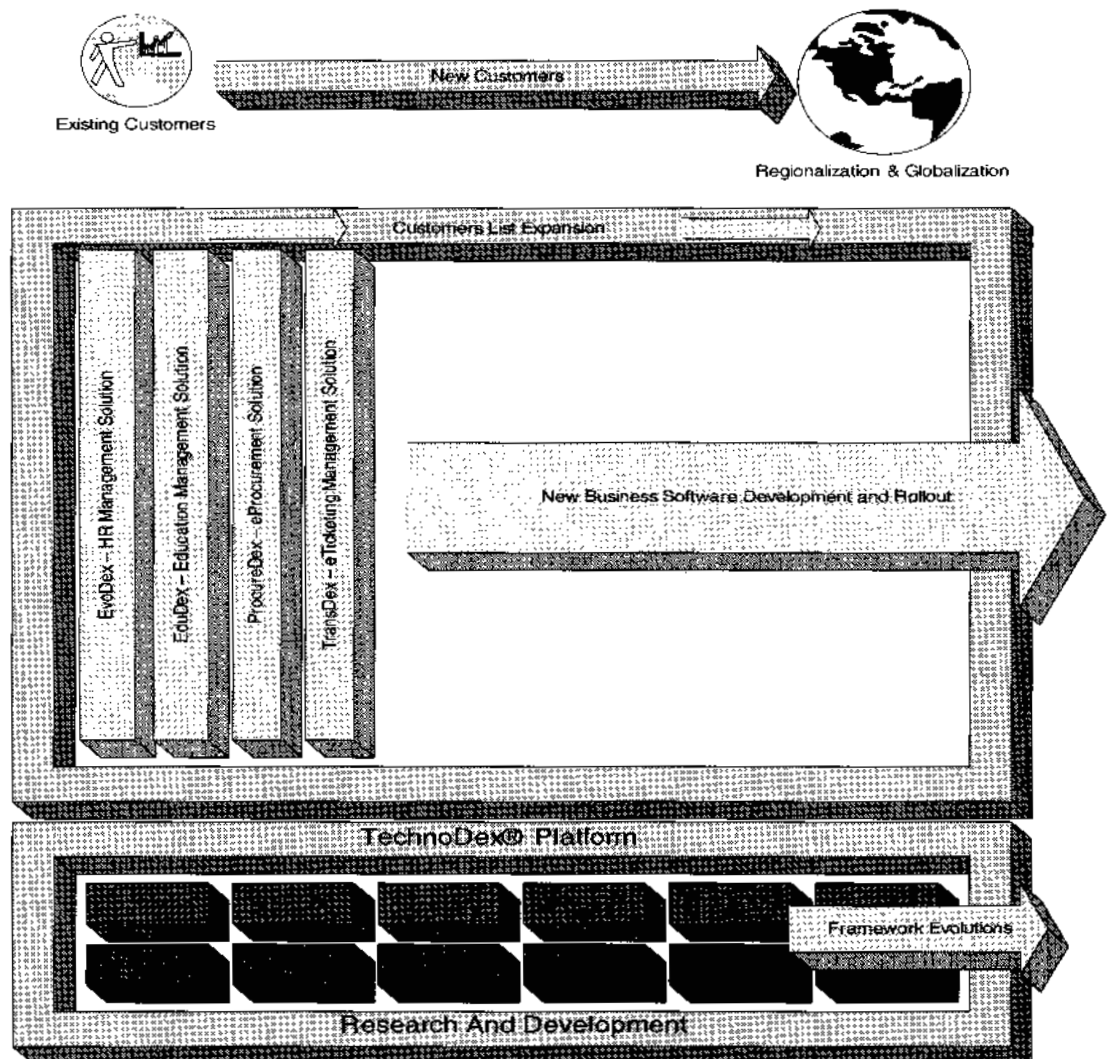 New Customers
Existing Customers
Regionalization & Globalization
Customers List Expansion
EvoDex – HR Management Solution
EduDex – Education Management Solution
ProcureDex – eProcurement Solution
TransDex – eTicketing Management Solution
New Business Software Development and Rollout
TechnoDex® Platform
Framework Evolutions
Research And Development